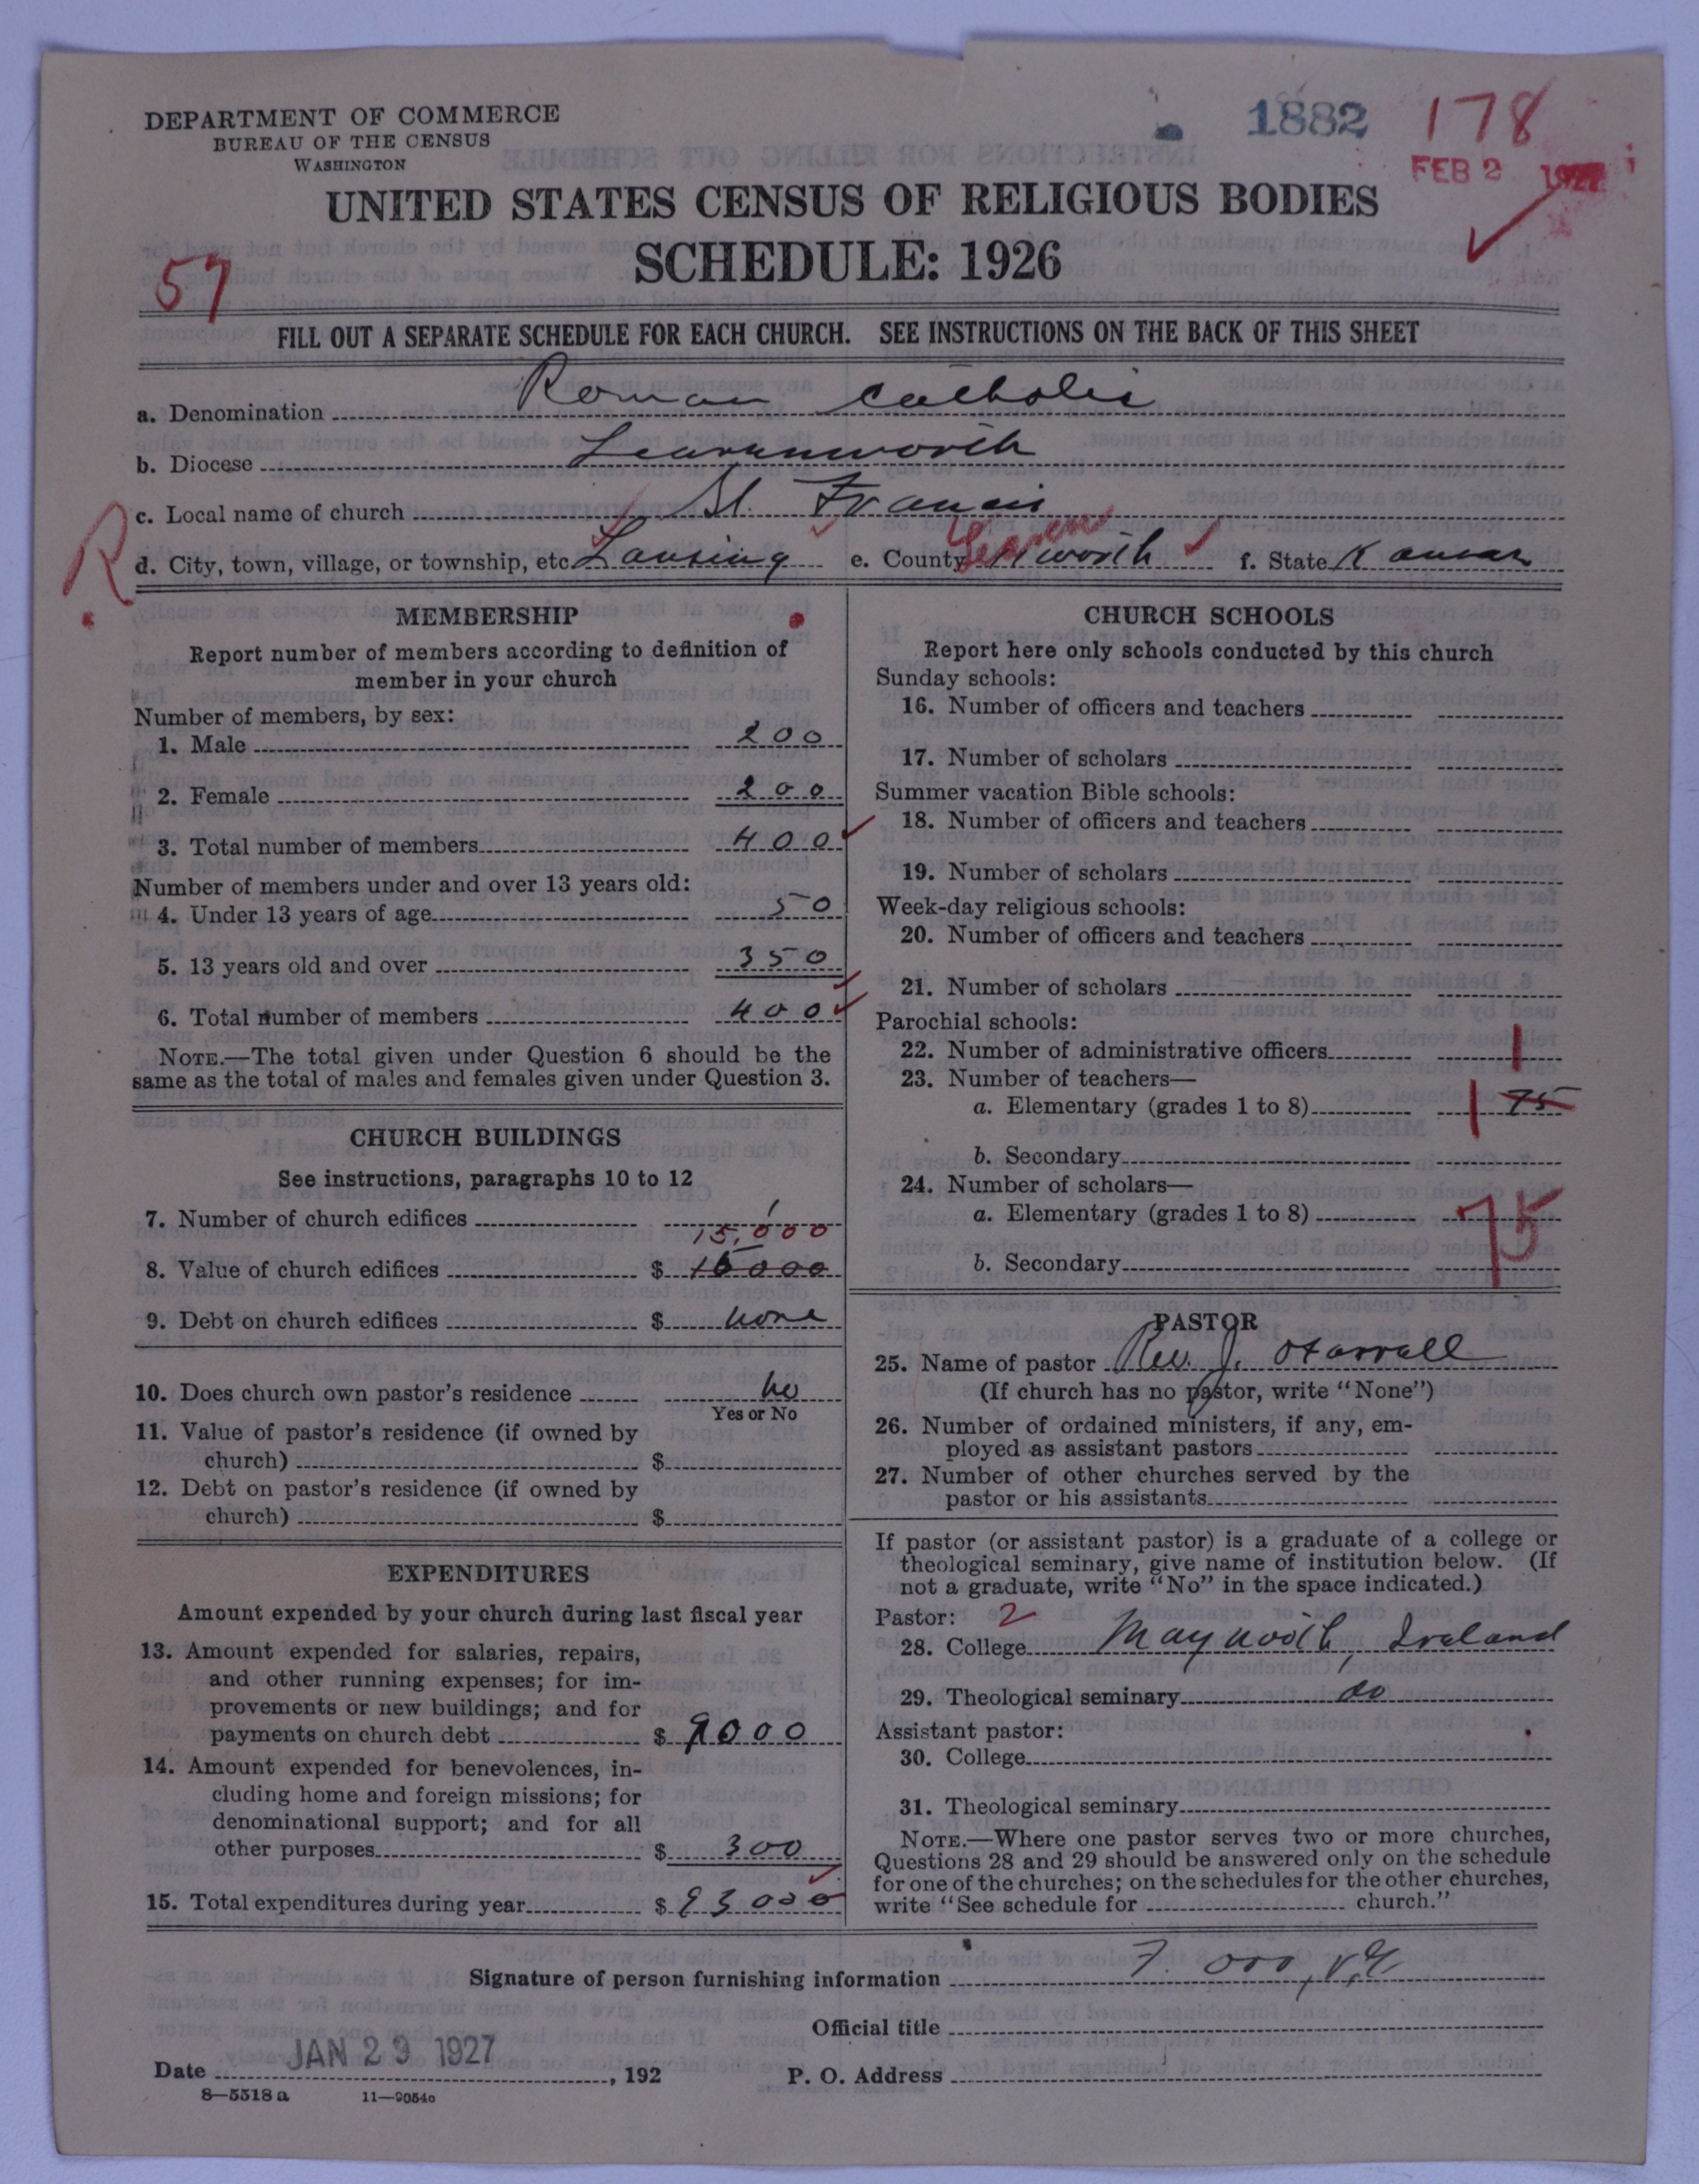 DEPARTMENT OF COMMERCE
BUREAU OF THE CENSUS
WASHINGTON
1882
178
FEB 2 1927
UNITED STATES CENSUS OF RELIGIOUS BODIES
SCHEDULE: 1926
57
FILL OUT A SEPARATE SCHEDULE FOR EACH CHURCH. SEE INSTRUCTIONS ON THE BACK OF THIS SHEET
a. Denomination Roman Catholic
b. Diocese Leavenworth
c. Local name of church St. Francis
R
d. City, town, village, or township, etc. Lansing e. County Leavenworth f. State Kansas
MEMBERSHIP
Report number of members according to definition of
member in your church
Number of members, by sex:
1. Male 200
2. Female 200
3. Total number of members 400
Number of members under and over 13 years old:
4. Under 13 years of age 50
5. 13 years old and over 350
6. Total number of members 400
NOTE.—The total given under Question 6 should be the
same as the total of males and females given under Question 3.
CHURCH BUILDINGS
See instructions, paragraphs 10 to 12
7. Number of church edifices 1
15,000
8. Value of church edifices $ 15000
9. Debt on church edifices $ none
10. Does church own pastor's residence no
Yes or No
11. Value of pastor's residence (if owned by
church) $
12. Debt on pastor's residence (if owned by
church) $
EXPENDITURES
Amount expended by your church during last fiscal year
13. Amount expended for salaries, repairs,
and other running expenses; for im-
provements or new buildings; and for
payments on church debt $ 9000
14. Amount expended for benevolences, in-
cluding home and foreign missions; for
denominational support; and for all
other purposes $ 300
15. Total expenditures during year $ 93000
CHURCH SCHOOLS
Report here only schools conducted by this church
Sunday schools:
16. Number of officers and teachers
17. Number of scholars
Summer vacation Bible schools:
18. Number of officers and teachers
19. Number of scholars
Week-day religious schools:
20. Number of officers and teachers
21. Number of scholars
Parochial schools:
22. Number of administrative officers 1
23. Number of teachers—
a. Elementary (grades 1 to 8) 1 75
b. Secondary
24. Number of scholars—
a. Elementary (grades 1 to 8) 75
b. Secondary
PASTOR
25. Name of pastor Rev. J. O Farrell
(If church has no pastor, write "None")
26. Number of ordained ministers, if any, em-
ployed as assistant pastors
27. Number of other churches served by the
pastor or his assistants
If pastor (or assistant pastor) is a graduate of a college or
theological seminary, give name of institution below. (If
not a graduate, write "No" in the space indicated.)
Pastor: 2
28. College Maynooth, Ireland
29. Theological seminary do
Assistant pastor:
30. College
31. Theological seminary
NOTE.—Where one pastor serves two or more churches,
Questions 28 and 29 should be answered only on the schedule
for one of the churches; on the schedules for the other churches,
write "See schedule for church."
Signature of person furnishing information
Official title
Date JAN 29 1927, 192 P. O. Address
8—5518 a 11—9054a